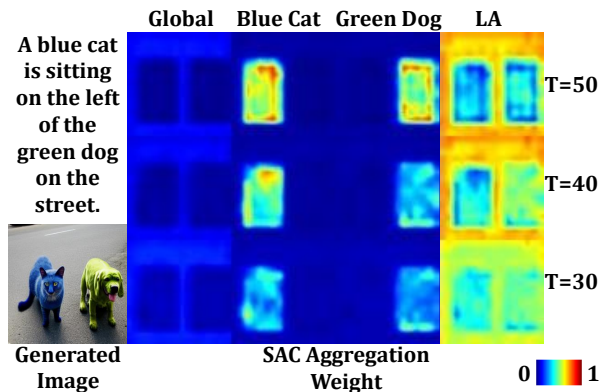 Global Blue Cat Green Dog LA
A blue cat
is sitting
on the left
of the
green dog
on the
street.
T=50
T=40
T=30
Generated
Image
SAC Aggregation
Weight
0 1